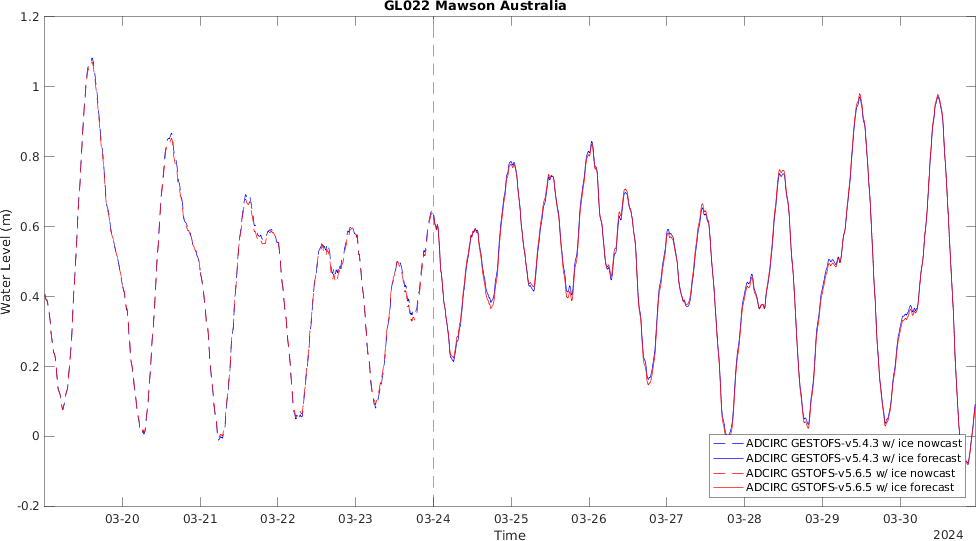 GL022 Mawson Australia
1.2
1
0.8
0.6
0.4
0.2
0
-0.2
Water Level (m)
03-20 03-21 03-22 03-23 03-24 03-25 03-26 03-27 03-28 03-29 03-30
Time
2024
ADCIRC GESTOFS-v5.4.3 w/ ice nowcast
ADCIRC GESTOFS-v5.4.3 w/ ice forecast
ADCIRC GSTOFS-v5.6.5 w/ ice nowcast
ADCIRC GSTOFS-v5.6.5 w/ ice forecast